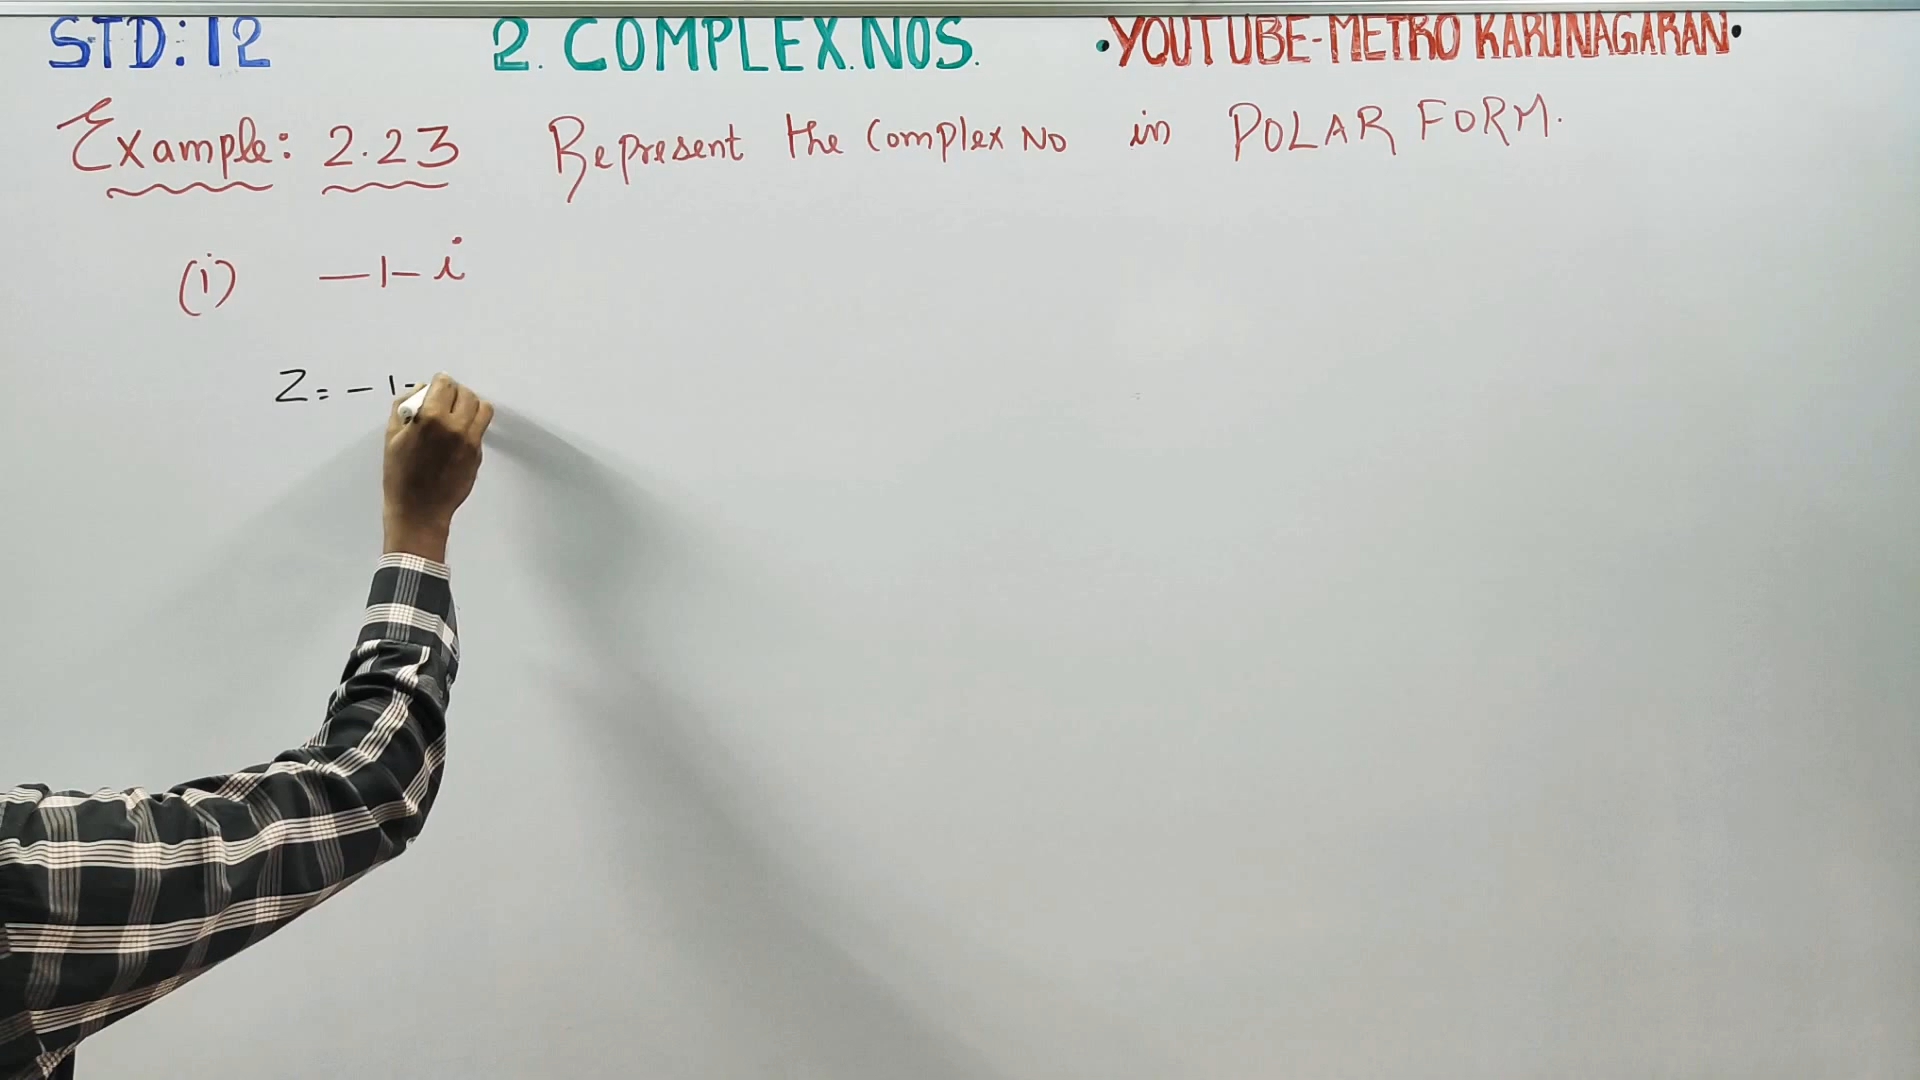 STD: 12 2. COMPLEX.NOS. •YOUTUBE-METRO KARUNAGARAN•
Example: 2.23 Represent the Complex No in POLAR FORM.
(i) -1-i
Z = -1-